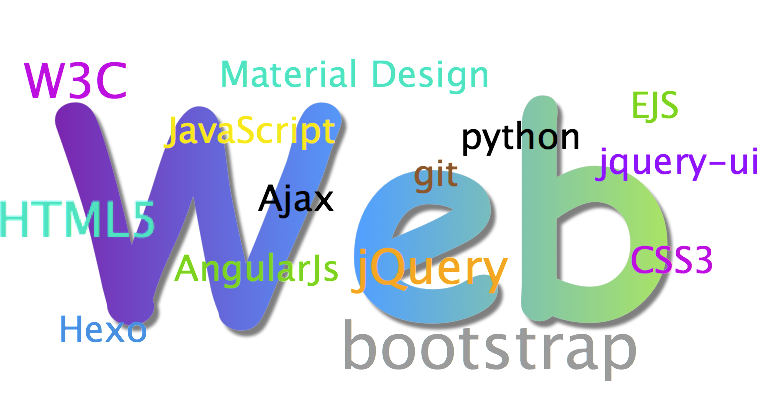 W3C
Material Design
EJS
JavaScript
python
jquery-ui
git
Ajax
HTML5
Web
AngularJs
jQuery
CSS3
Hexo
bootstrap